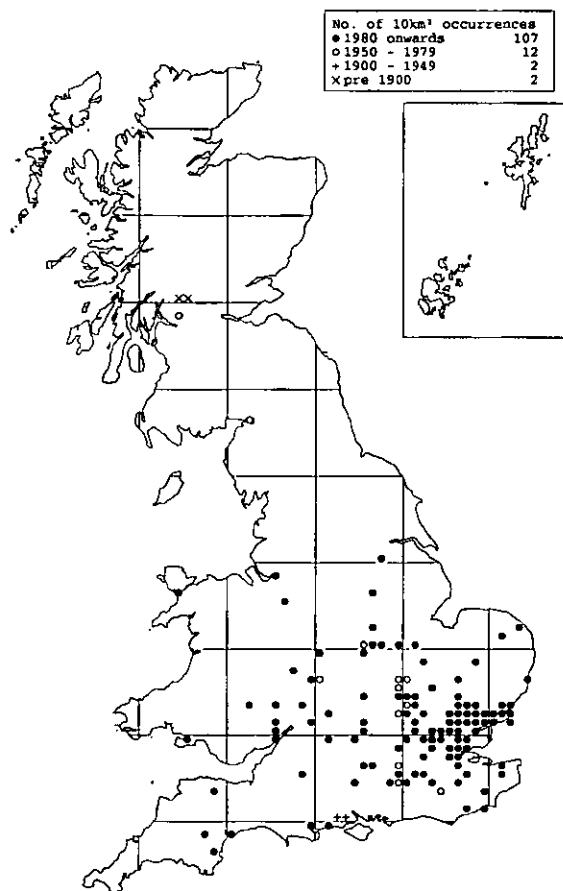 No. of 10km² occurrences
● 1980 onwards 107
○ 1950 - 1979 12
+ 1900 - 1949 2
× pre 1900 2